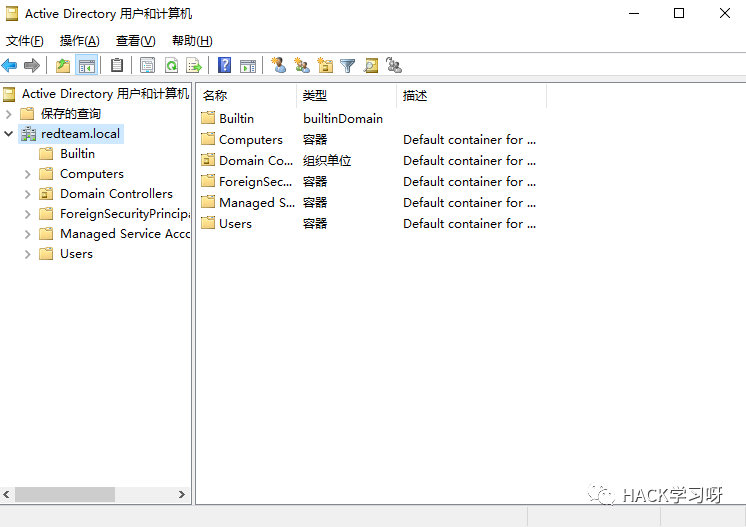 Active Directory 用户和计算机
文件(F) 操作(A) 查看(V) 帮助(H)
Active Directory 用户和计算机
保存的查询
redteam.local
Builtin
Computers
Domain Controllers
ForeignSecurityPrincipa
Managed Service Acco
Users
名称 类型 描述
Builtin builtinDomain
Computers 容器 Default container for ...
Domain Co... 组织单位 Default container for ...
ForeignSec... 容器 Default container for ...
Managed S... 容器 Default container for ...
Users 容器 Default container for ...
HACK学习呀